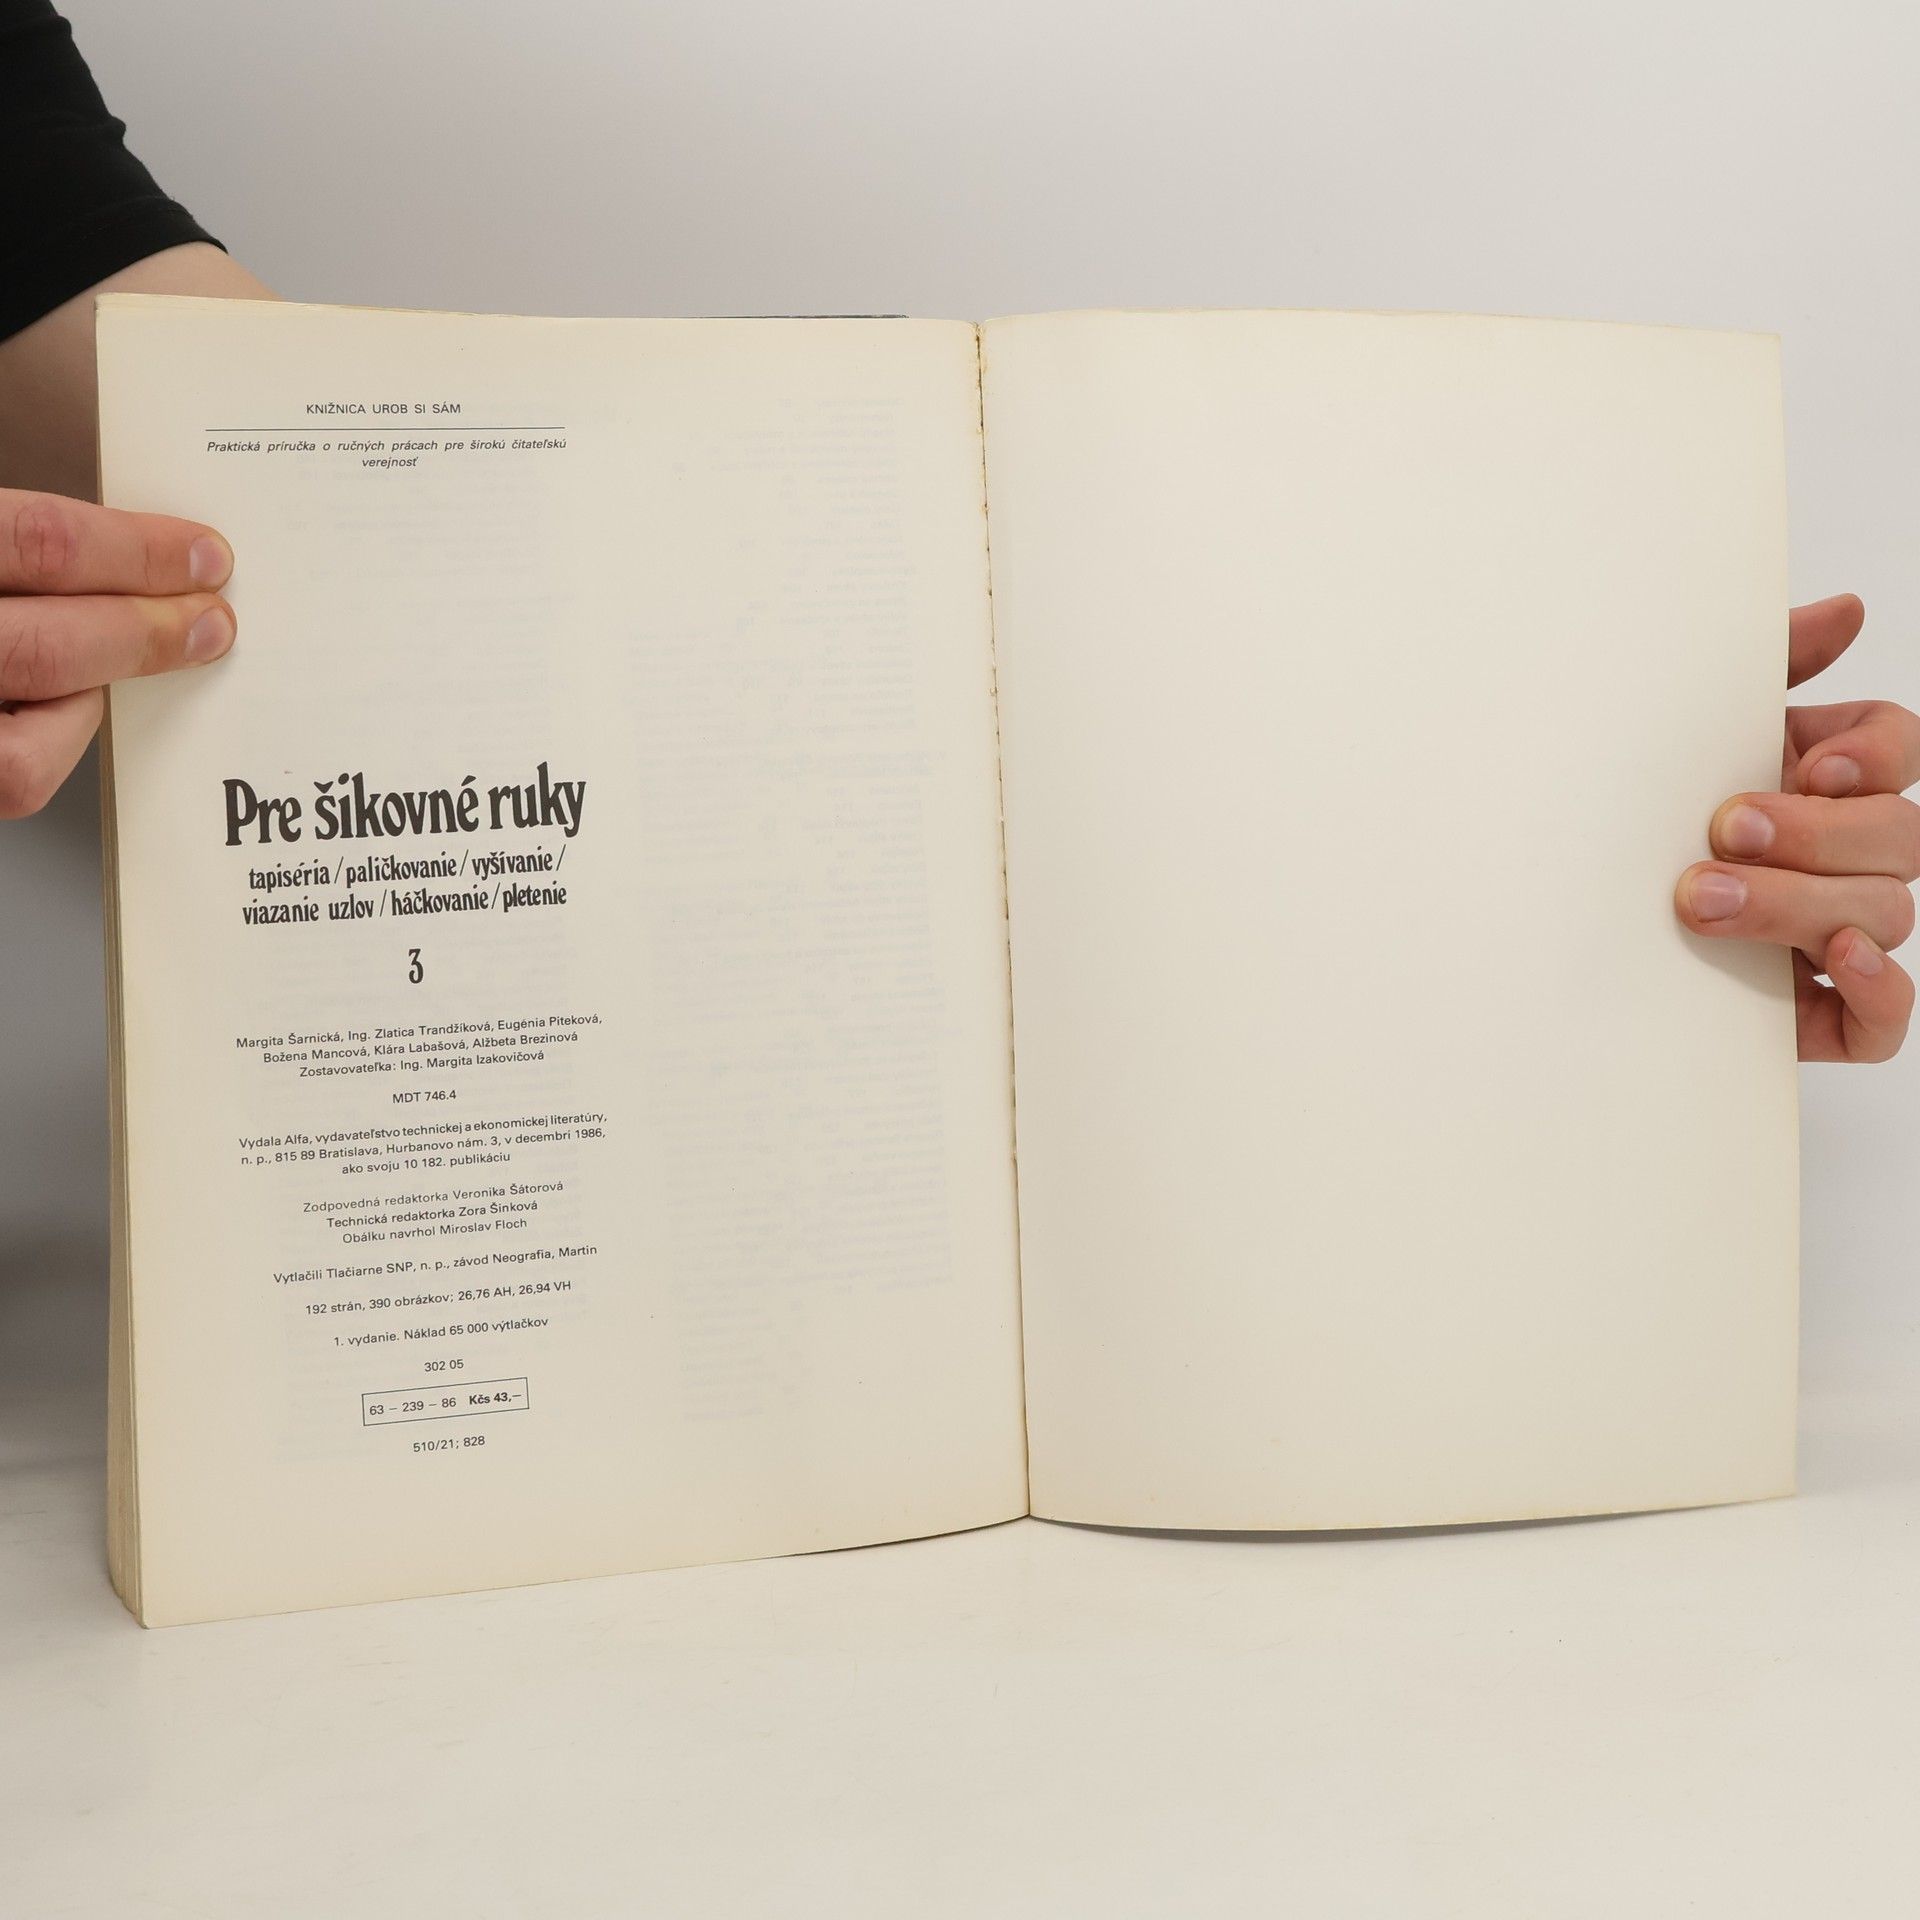 KNIŽNICA UROB SI SÁM
Praktická príručka o ručných prácach pre širokú čitateľskú
verejnosť
Pre šikovné ruky
tapiséria / paličkovanie / vyšívanie /
viazanie uzlov / háčkovanie / pletenie
3
Margita Šarnická, Ing. Zlatica Trandžíková, Eugénia Piteková,
Božena Mancová, Klára Labašová, Alžbeta Brezinová
Zostavovateľka: Ing. Margita Izakovičová
MDT 746.4
Vydala Alfa, vydavateľstvo technickej a ekonomickej literatúry,
n. p., 815 89 Bratislava, Hurbanovo nám. 3, v decembri 1986,
ako svoju 10 182. publikáciu
Zodpovedná redaktorka Veronika Šátorová
Technická redaktorka Zora Šinková
Obálku navrhol Miroslav Floch
Vytlačili Tlačiarne SNP, n. p., závod Neografia, Martin
192 strán, 390 obrázkov; 26,76 AH, 26,94 VH
1. vydanie. Náklad 65 000 výtlačkov
302 05
63 – 239 – 86 Kčs 43,–
510/21; 828